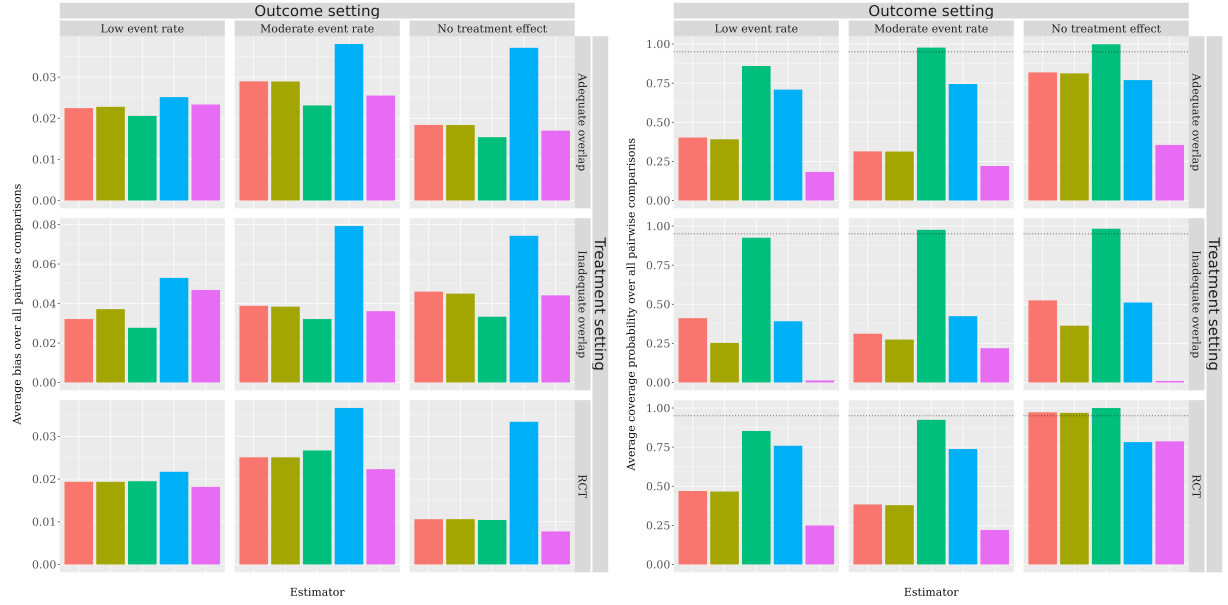 Outcome setting
Low event rate
Moderate event rate
No treatment effect
Average bias over all pairwise comparisons
0.03
0.02
0.01
0.00
Adequate overlap
0.08
0.06
0.04
0.02
0.00
Inadequate overlap
0.03
0.02
0.01
0.00
RCT
Treatment setting
Estimator
Outcome setting
Low event rate
Moderate event rate
No treatment effect
Average coverage probability over all pairwise comparisons
1.00
0.75
0.50
0.25
0.00
Adequate overlap
1.00
0.75
0.50
0.25
0.00
Inadequate overlap
1.00
0.75
0.50
0.25
0.00
RCT
Treatment setting
Estimator